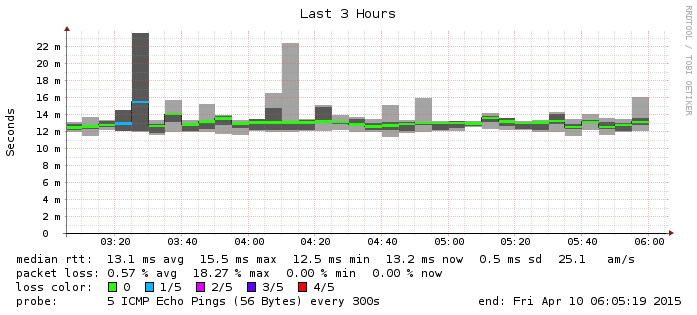 Last 3 Hours
RRDTOOL / TOBI OETIKER
Seconds
22 m
20 m
18 m
16 m
14 m
12 m
10 m
8 m
6 m
4 m
2 m
0
03:20 03:40 04:00 04:20 04:40 05:00 05:20 05:40 06:00
median rtt: 13.1 ms avg 15.5 ms max 12.5 ms min 13.2 ms now 0.5 ms sd 25.1 am/s
packet loss: 0.57 % avg 18.27 % max 0.00 % min 0.00 % now
loss color: 0 1/5 2/5 3/5 4/5
probe: 5 ICMP Echo Pings (56 Bytes) every 300s end: Fri Apr 10 06:05:19 2015